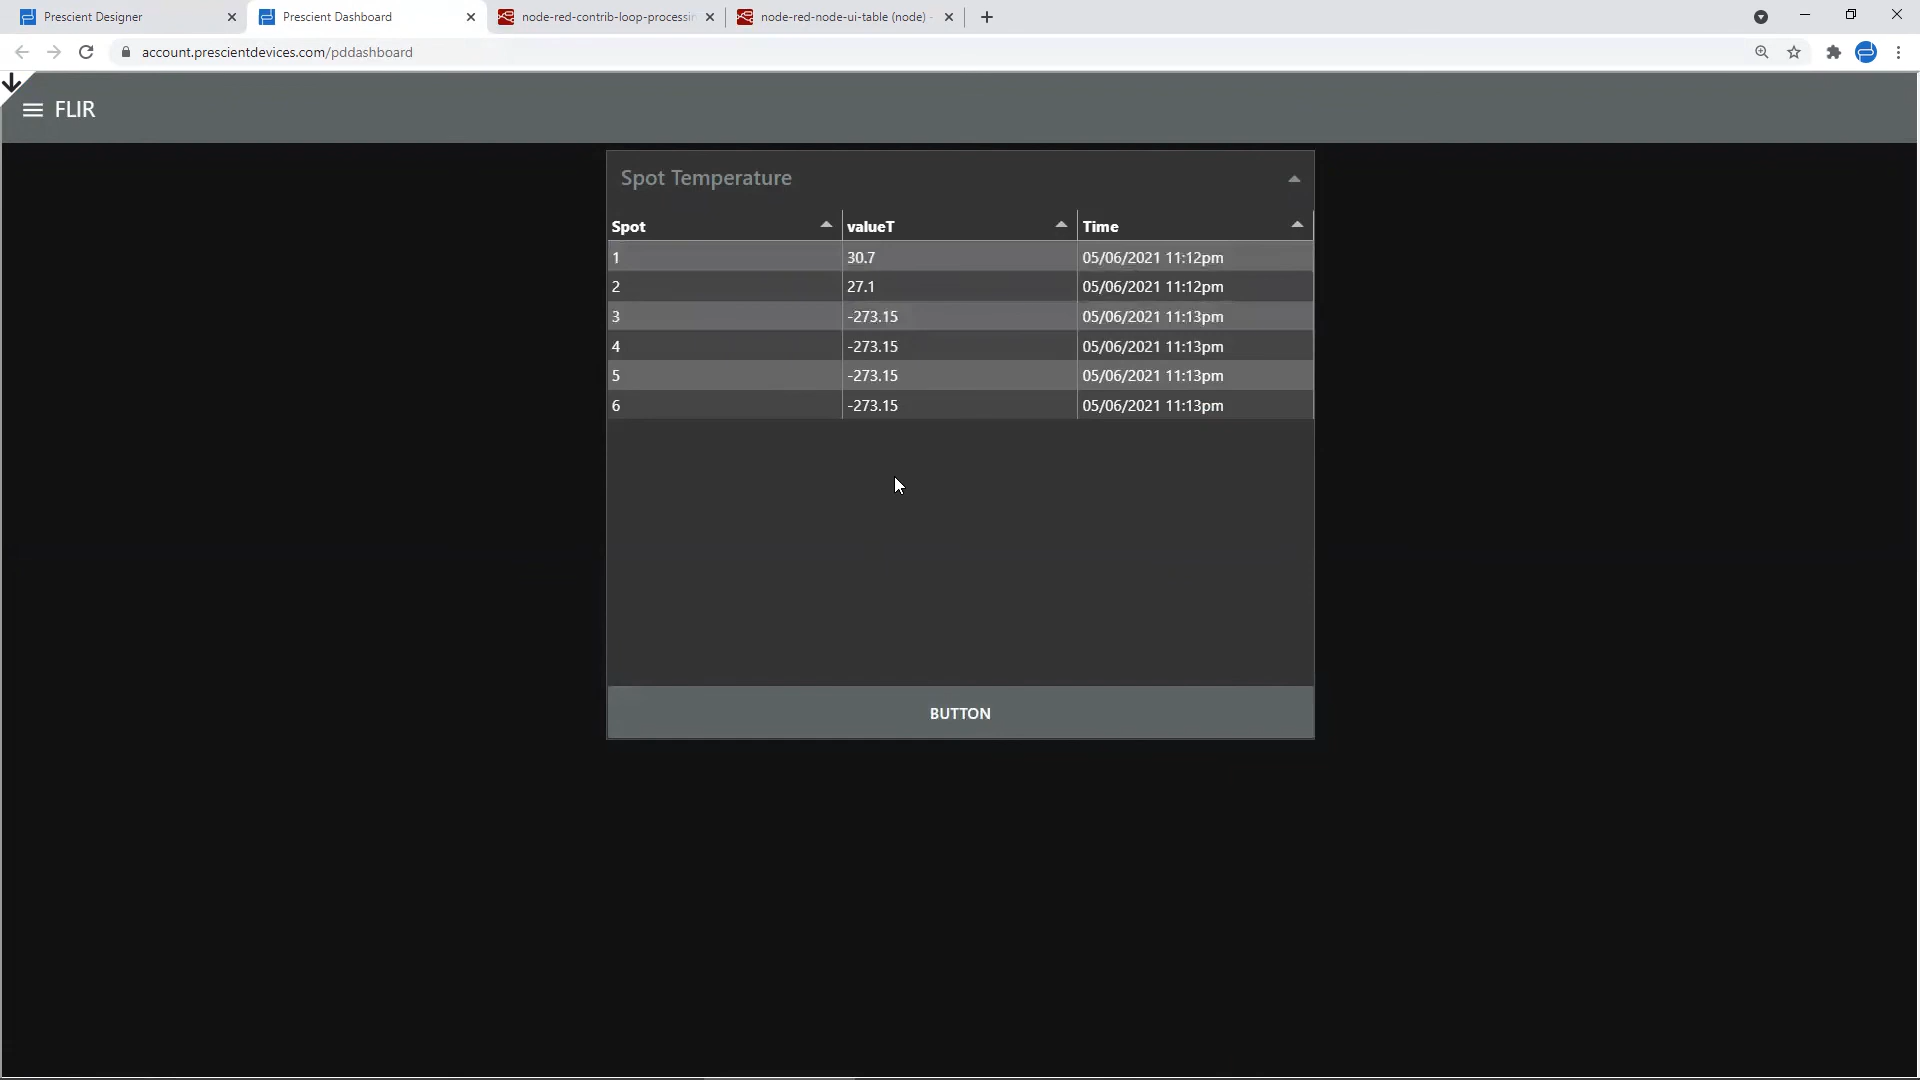 Prescient Designer
Prescient Dashboard
node-red-contrib-loop-processin
node-red-node-ui-table (node) -
account.prescientdevices.com/pddashboard
FLIR
Spot Temperature
Spot valueT Time
1 30.7 05/06/2021 11:12pm
2 27.1 05/06/2021 11:12pm
3 -273.15 05/06/2021 11:13pm
4 -273.15 05/06/2021 11:13pm
5 -273.15 05/06/2021 11:13pm
6 -273.15 05/06/2021 11:13pm
BUTTON